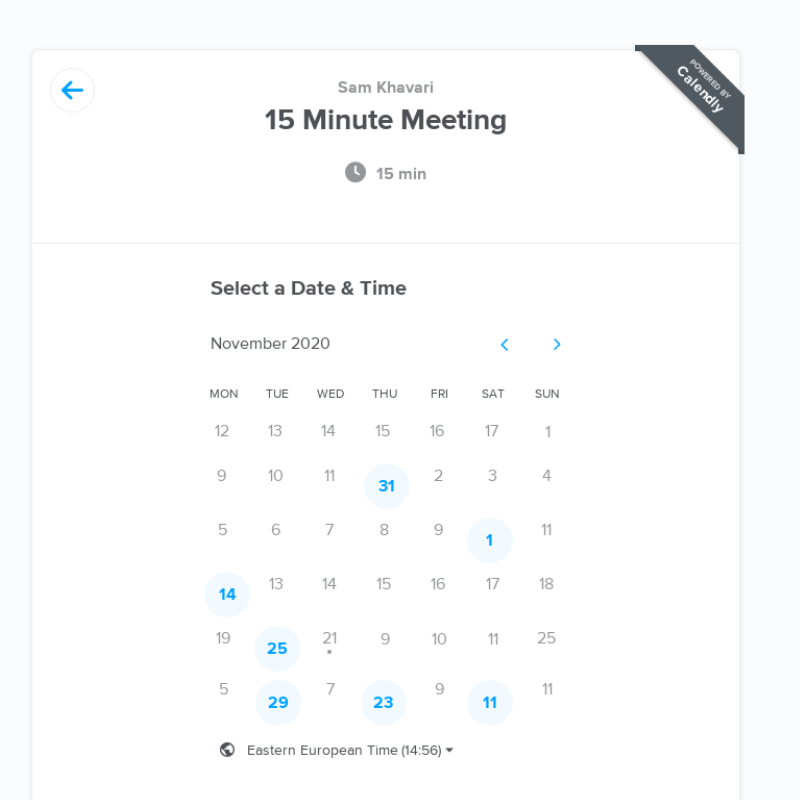 POWERED BY
Calendly
Sam Khavari
15 Minute Meeting
15 min
Select a Date & Time
November 2020
MON TUE WED THU FRI SAT SUN
12 13 14 15 16 17 1
9 10 11 31 2 3 4
5 6 7 8 9 1 11
14 13 14 15 16 17 18
19 25 21 9 10 11 25
5 29 7 23 9 11 11
Eastern European Time (14:56)